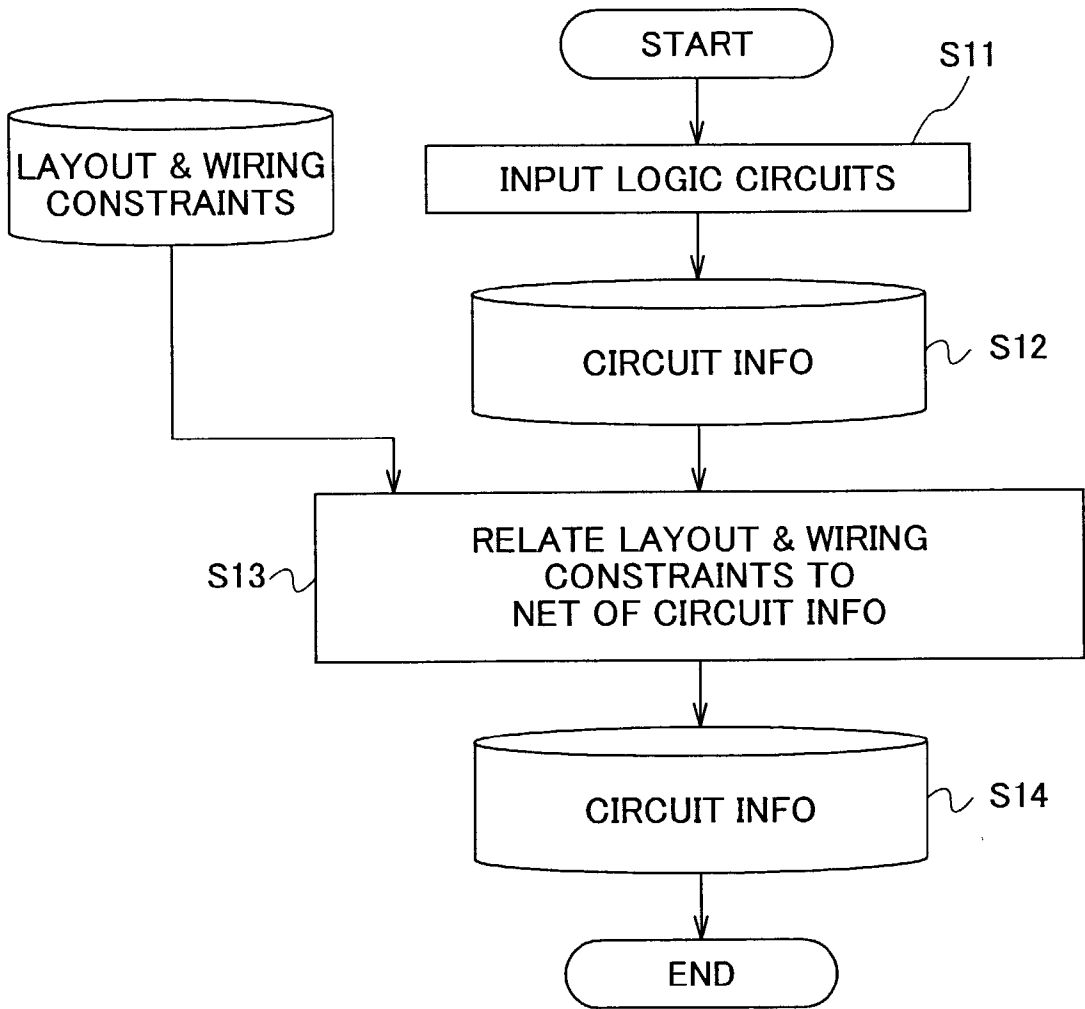 START
S11
LAYOUT & WIRING
CONSTRAINTS
INPUT LOGIC CIRCUITS
CIRCUIT INFO
S12
RELATE LAYOUT & WIRING
CONSTRAINTS TO
NET OF CIRCUIT INFO
S13
CIRCUIT INFO
S14
END